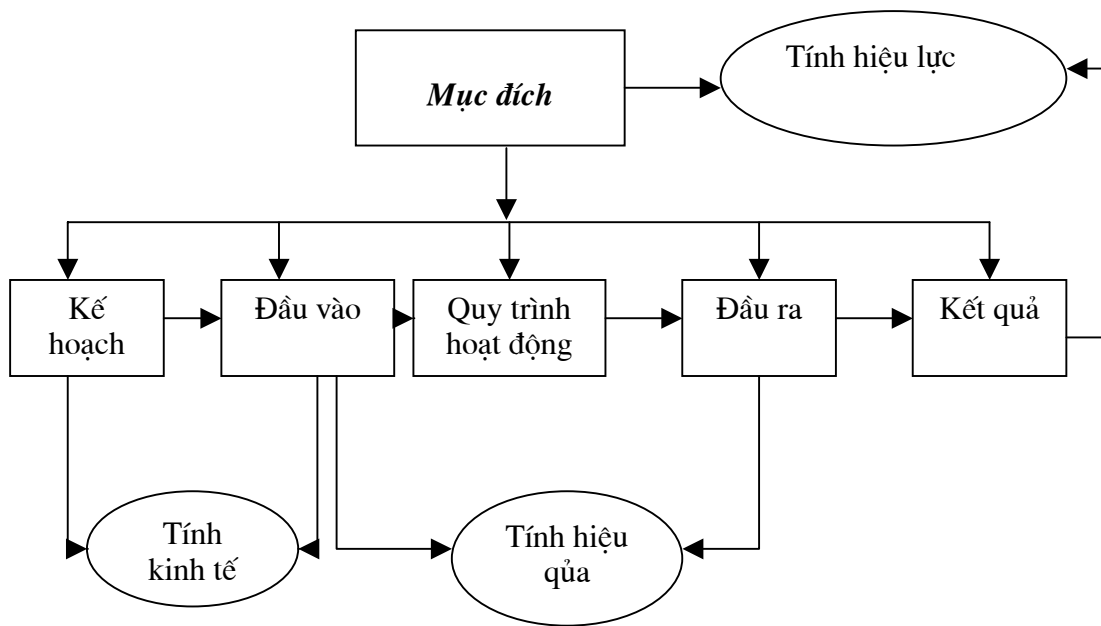 Tính hiệu lực
Mục đích
Kế
hoạch
Đầu vào
Quy trình
hoạt động
Đầu ra
Kết quả
Tính
kinh tế
Tính hiệu
qủa